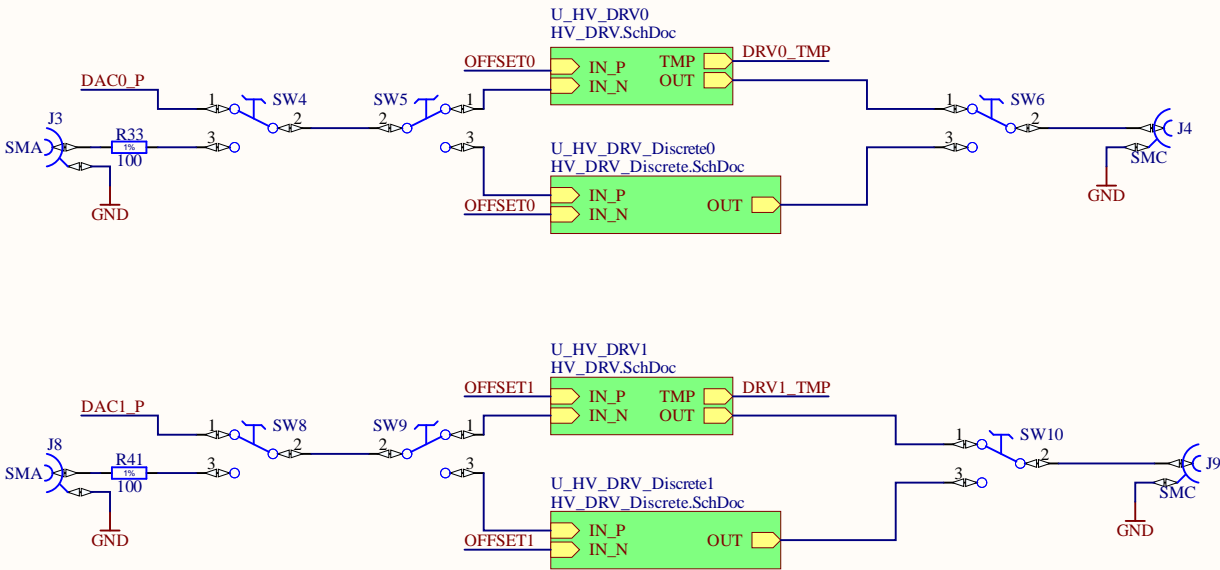 U_HV_DRV0
HV_DRV.SchDoc
OFFSET0 IN_P TMP DRV0_TMP
IN_N OUT
DAC0_P
1 SW4 SW5 1 1 SW6
2 2 2
J3 J4
SMA R33 3 3 3 SMC
1%
100
GND GND
U_HV_DRV_Discrete0
HV_DRV_Discrete.SchDoc
IN_P OUT
OFFSET0 IN_N
U_HV_DRV1
HV_DRV.SchDoc
OFFSET1 IN_P TMP DRV1_TMP
IN_N OUT
DAC1_P
1 SW8 SW9 1 1 SW10
2 2 2
J8 J9
SMA R41 3 3 3 SMC
1%
100
GND GND
U_HV_DRV_Discrete1
HV_DRV_Discrete.SchDoc
IN_P OUT
OFFSET1 IN_N